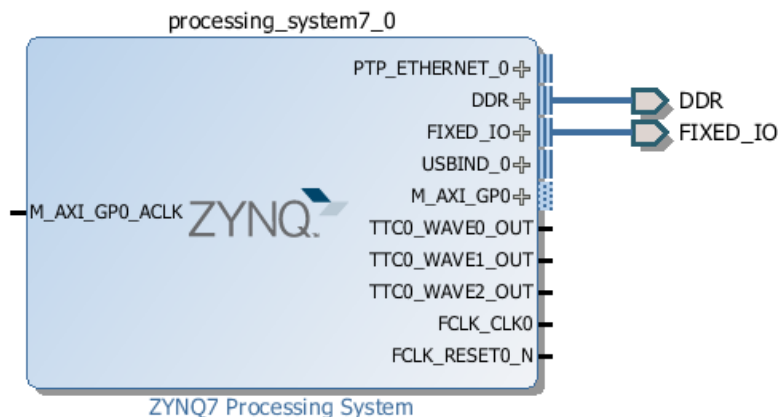 processing_system7_0
PTP_ETHERNET_0
DDR
DDR
FIXED_IO
FIXED_IO
USBIND_0
M_AXI_GP0
M_AXI_GP0_ACLK
ZYNQ
TTC0_WAVE0_OUT
TTC0_WAVE1_OUT
TTC0_WAVE2_OUT
FCLK_CLK0
FCLK_RESET0_N
ZYNQ7 Processing System